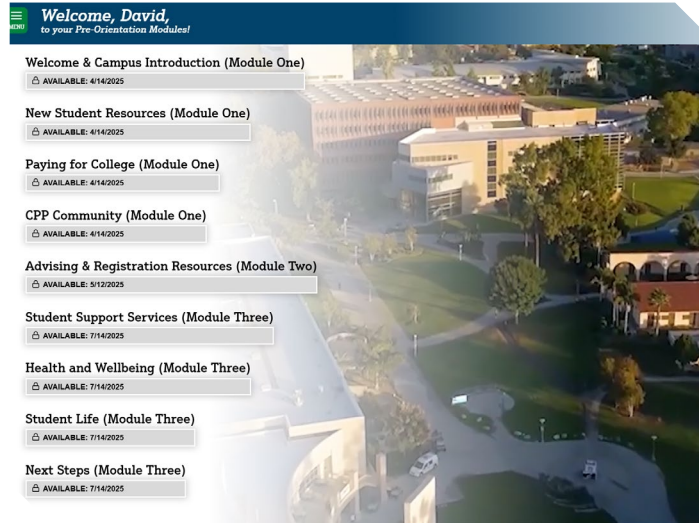 MENU
Welcome, David,
to your Pre-Orientation Modules!
Welcome & Campus Introduction (Module One)
AVAILABLE: 4/14/2025
New Student Resources (Module One)
AVAILABLE: 4/14/2025
Paying for College (Module One)
AVAILABLE: 4/14/2025
CPP Community (Module One)
AVAILABLE: 4/14/2025
Advising & Registration Resources (Module Two)
AVAILABLE: 5/12/2025
Student Support Services (Module Three)
AVAILABLE: 7/14/2025
Health and Wellbeing (Module Three)
AVAILABLE: 7/14/2025
Student Life (Module Three)
AVAILABLE: 7/14/2025
Next Steps (Module Three)
AVAILABLE: 7/14/2025